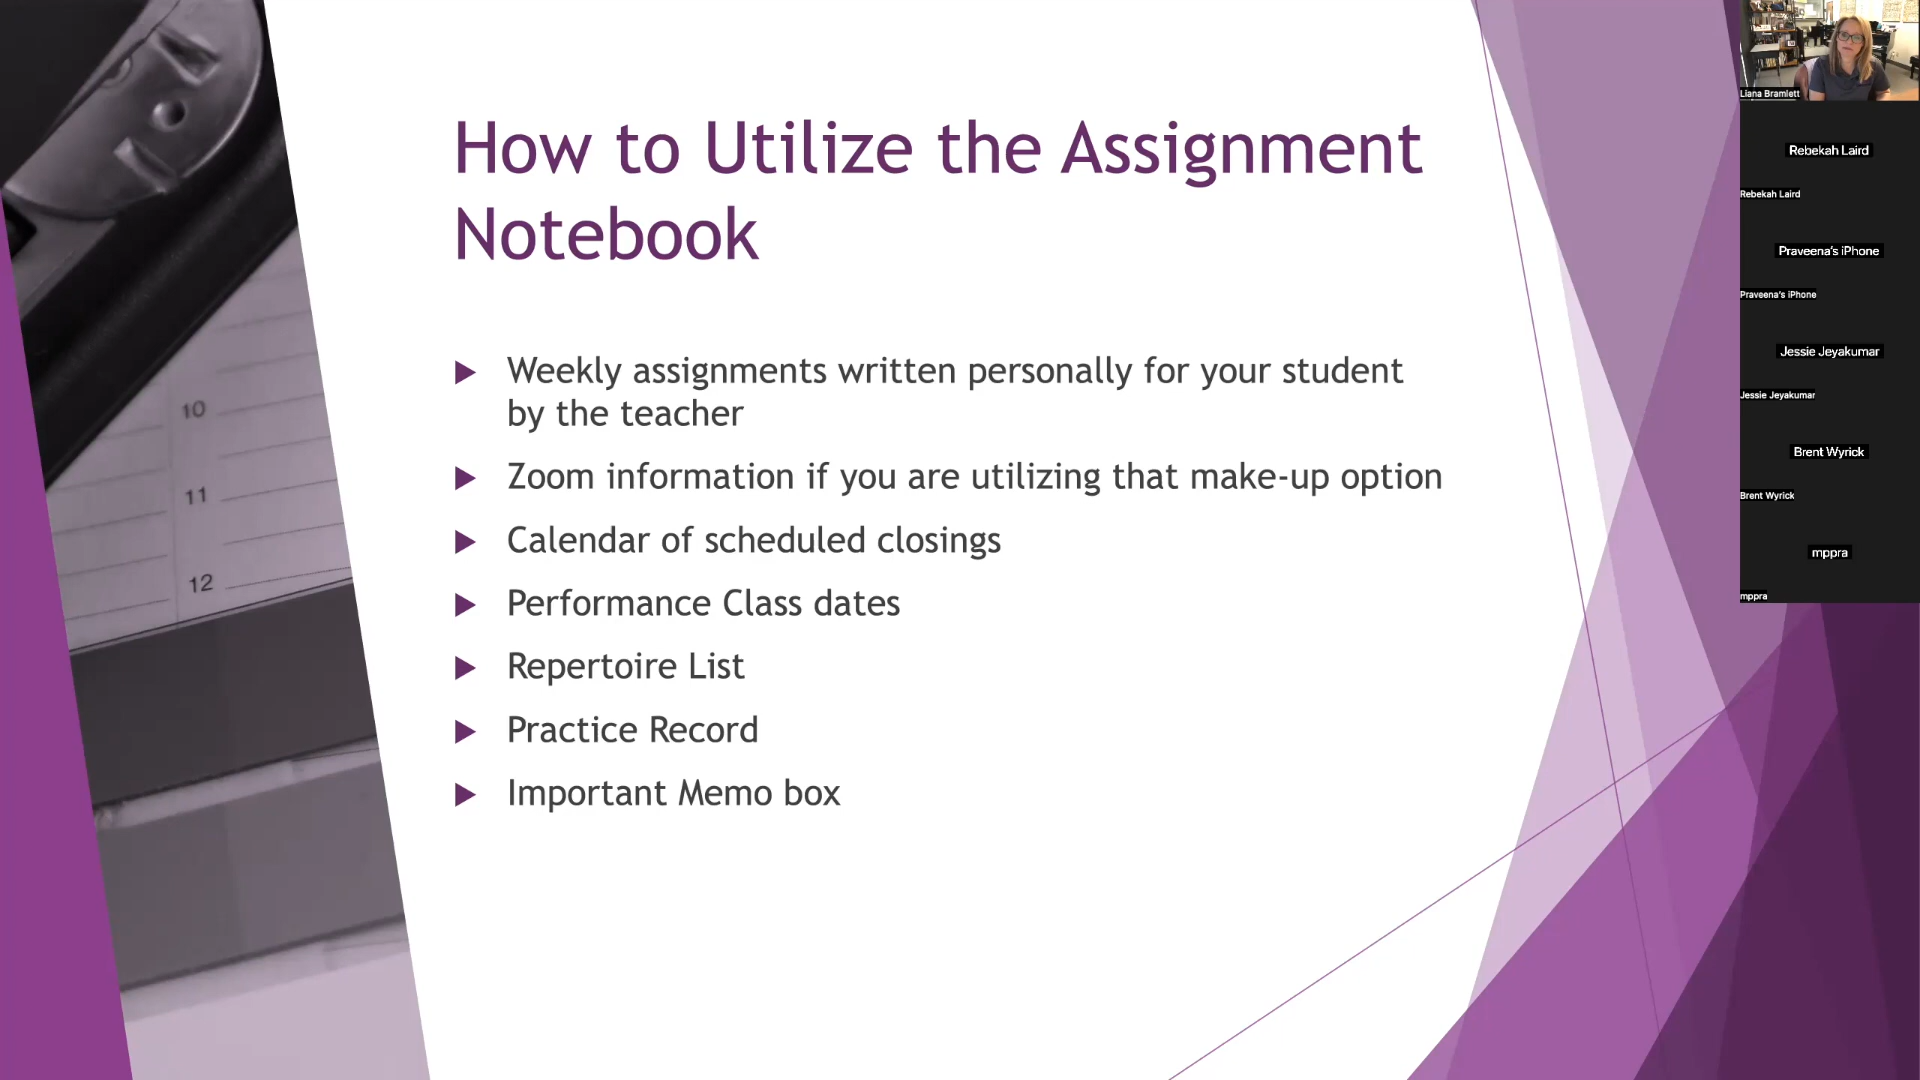 How to Utilize the Assignment
Notebook
Weekly assignments written personally for your student
by the teacher
Zoom information if you are utilizing that make-up option
Calendar of scheduled closings
Performance Class dates
Repertoire List
Practice Record
Important Memo box
10
11
12
Liana Bramlett
Rebekah Laird
Rebekah Laird
Praveena's iPhone
Praveena's iPhone
Jessie Jeyakumar
Jessie Jeyakumar
Brent Wyrick
Brent Wyrick
mppra
mppra